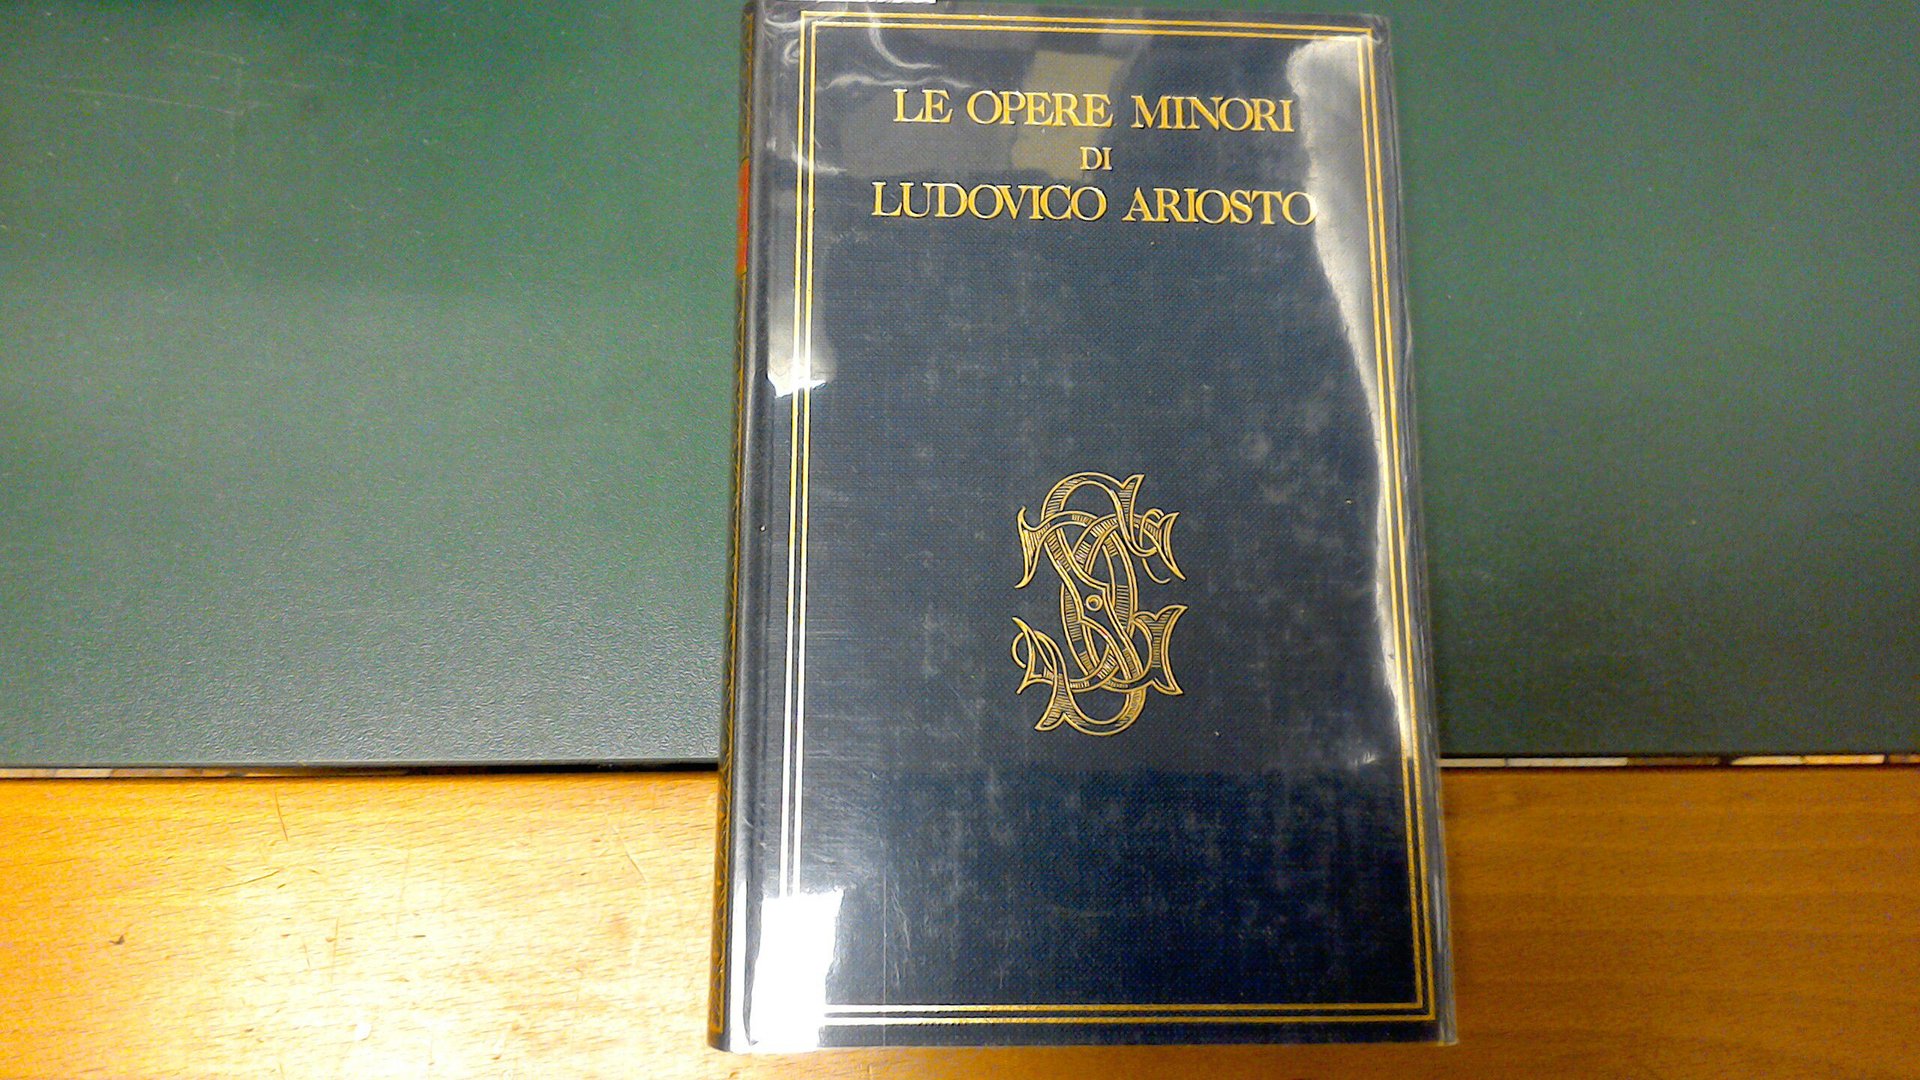 LE OPERE MINORI
DI
LUDOVICO ARIOSTO